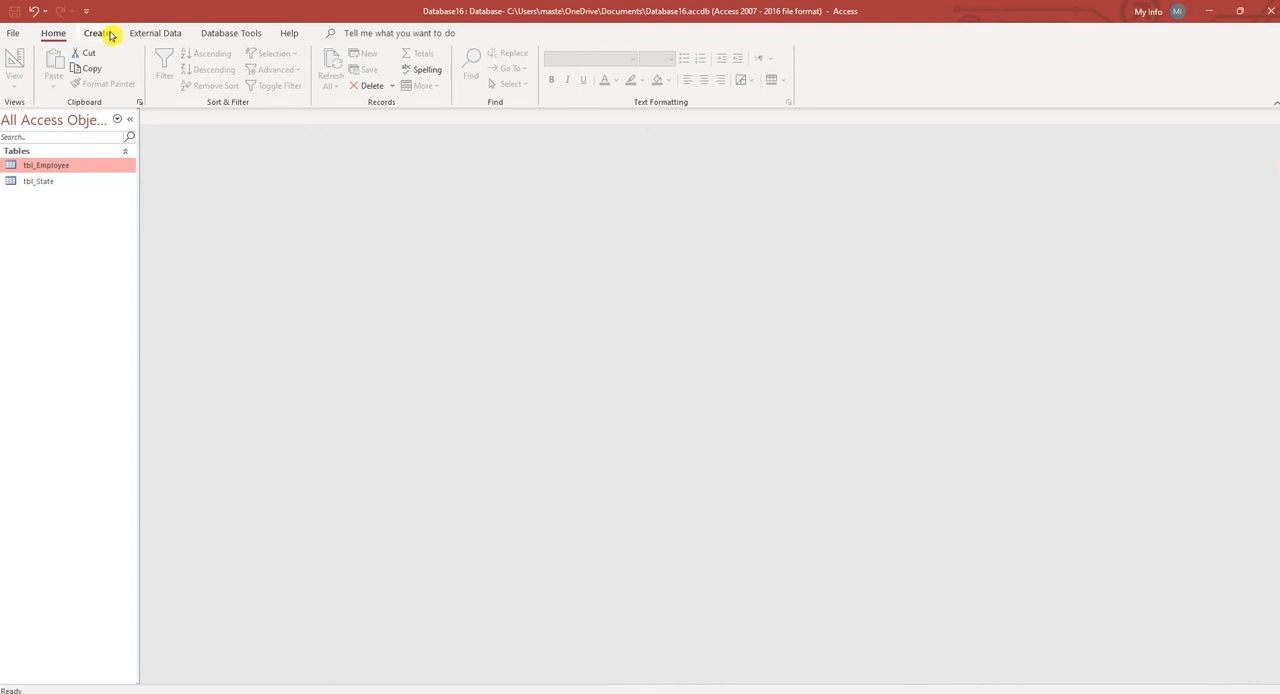 Database16 : Database- C:\Users\maste\OneDrive\Documents\Database16.accdb (Access 2007 - 2016 file format) - Access
My Info MI
File Home Create External Data Database Tools Help Tell me what you want to do
View
Views
Paste
Cut
Copy
Format Painter
Clipboard
Filter
Ascending
Descending
Remove Sort
Selection
Advanced
Toggle Filter
Sort & Filter
Refresh
All
New
Save
Delete
Totals
Spelling
More
Records
Find
Replace
Go To
Select
Find
B I U A
Text Formatting
All Access Obje...
Search...
Tables
tbl_Employee
tbl_State
Ready